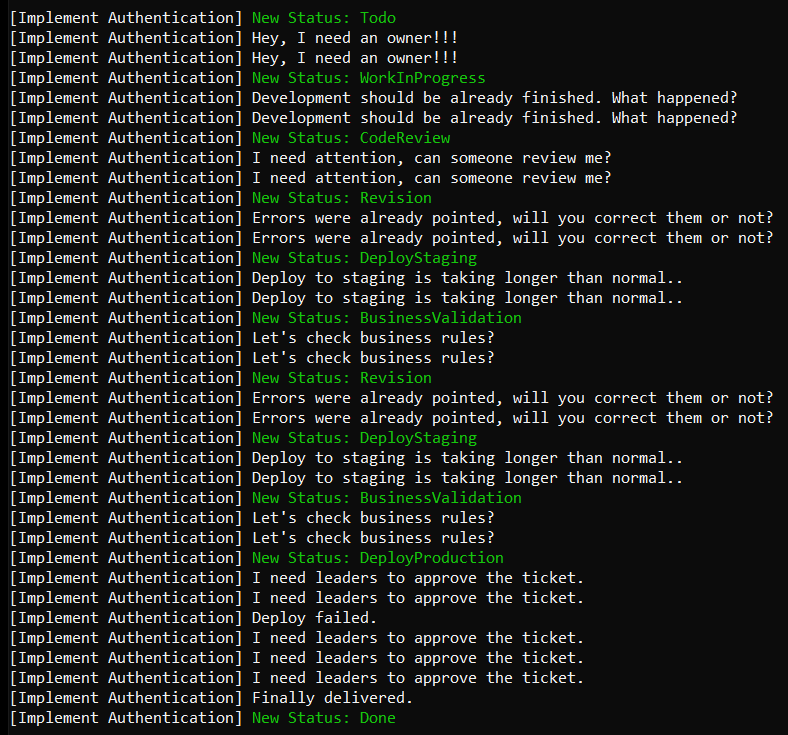 [Implement Authentication] New Status: Todo
[Implement Authentication] Hey, I need an owner!!!
[Implement Authentication] Hey, I need an owner!!!
[Implement Authentication] New Status: WorkInProgress
[Implement Authentication] Development should be already finished. What happened?
[Implement Authentication] Development should be already finished. What happened?
[Implement Authentication] New Status: CodeReview
[Implement Authentication] I need attention, can someone review me?
[Implement Authentication] I need attention, can someone review me?
[Implement Authentication] New Status: Revision
[Implement Authentication] Errors were already pointed, will you correct them or not?
[Implement Authentication] Errors were already pointed, will you correct them or not?
[Implement Authentication] New Status: DeployStaging
[Implement Authentication] Deploy to staging is taking longer than normal..
[Implement Authentication] Deploy to staging is taking longer than normal..
[Implement Authentication] New Status: BusinessValidation
[Implement Authentication] Let's check business rules?
[Implement Authentication] Let's check business rules?
[Implement Authentication] New Status: Revision
[Implement Authentication] Errors were already pointed, will you correct them or not?
[Implement Authentication] Errors were already pointed, will you correct them or not?
[Implement Authentication] New Status: DeployStaging
[Implement Authentication] Deploy to staging is taking longer than normal..
[Implement Authentication] Deploy to staging is taking longer than normal..
[Implement Authentication] New Status: BusinessValidation
[Implement Authentication] Let's check business rules?
[Implement Authentication] Let's check business rules?
[Implement Authentication] New Status: DeployProduction
[Implement Authentication] I need leaders to approve the ticket.
[Implement Authentication] I need leaders to approve the ticket.
[Implement Authentication] Deploy failed.
[Implement Authentication] I need leaders to approve the ticket.
[Implement Authentication] I need leaders to approve the ticket.
[Implement Authentication] I need leaders to approve the ticket.
[Implement Authentication] Finally delivered.
[Implement Authentication] New Status: Done